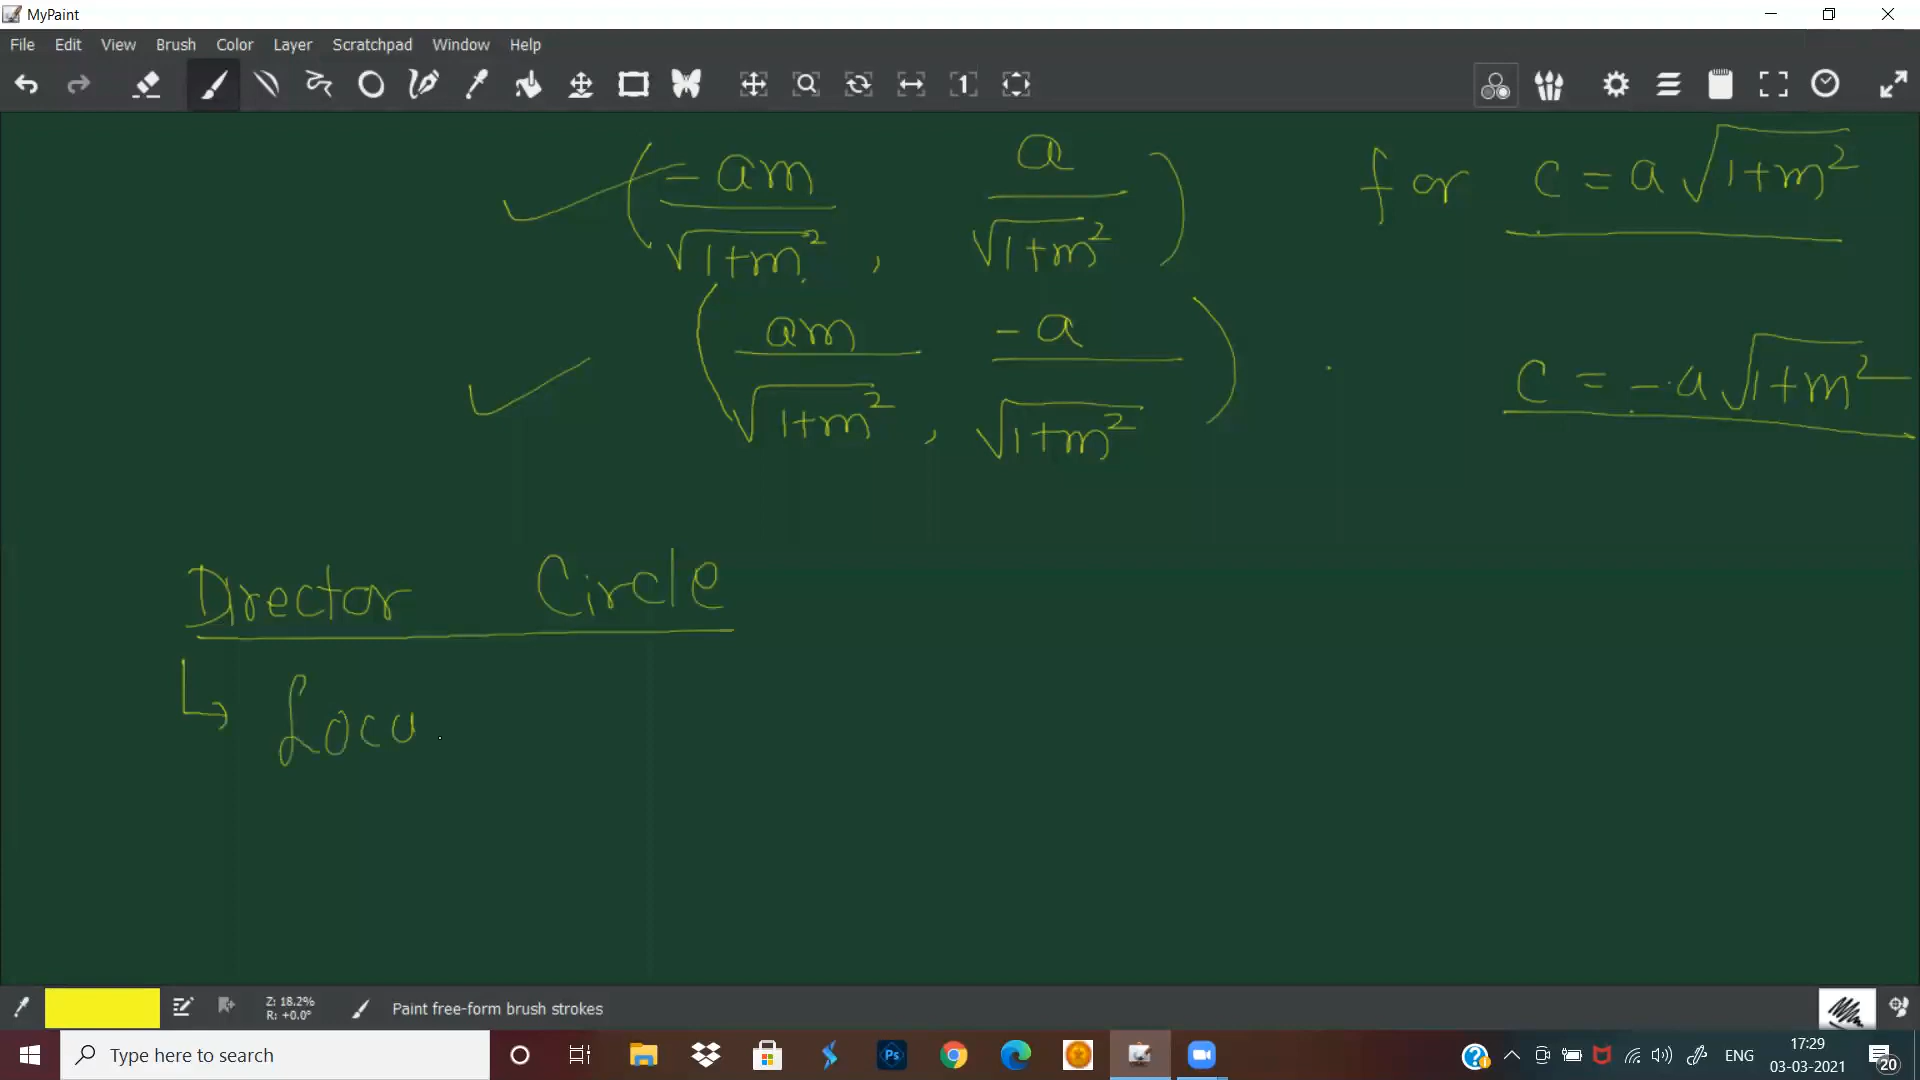 MyPaint
File Edit View Brush Color Layer Scratchpad Window Help
(-am/√1+m², a/√1+m²) for c = a√1+m²
(am/√1+m², -a/√1+m²) . c = -a√1+m²
Director Circle
↳ Locu
Z: 18.2%
R: +0.0°
Paint free-form brush strokes
Type here to search
Ps
ENG
17:29
03-03-2021
20